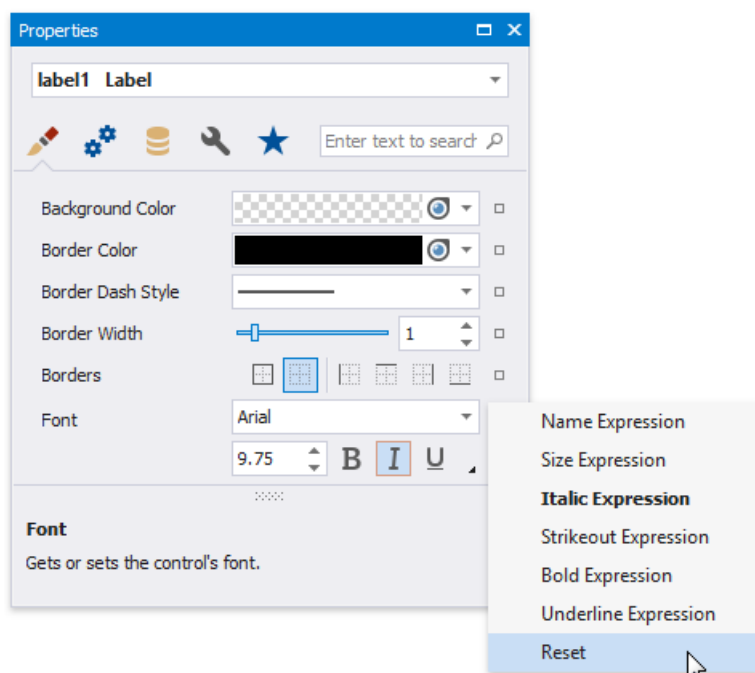 Properties
label1 Label
Enter text to search
Background Color
Border Color
Border Dash Style
Border Width
1
Borders
Font
Arial
9.75
B I U
Font
Gets or sets the control's font.
Name Expression
Size Expression
Italic Expression
Strikeout Expression
Bold Expression
Underline Expression
Reset